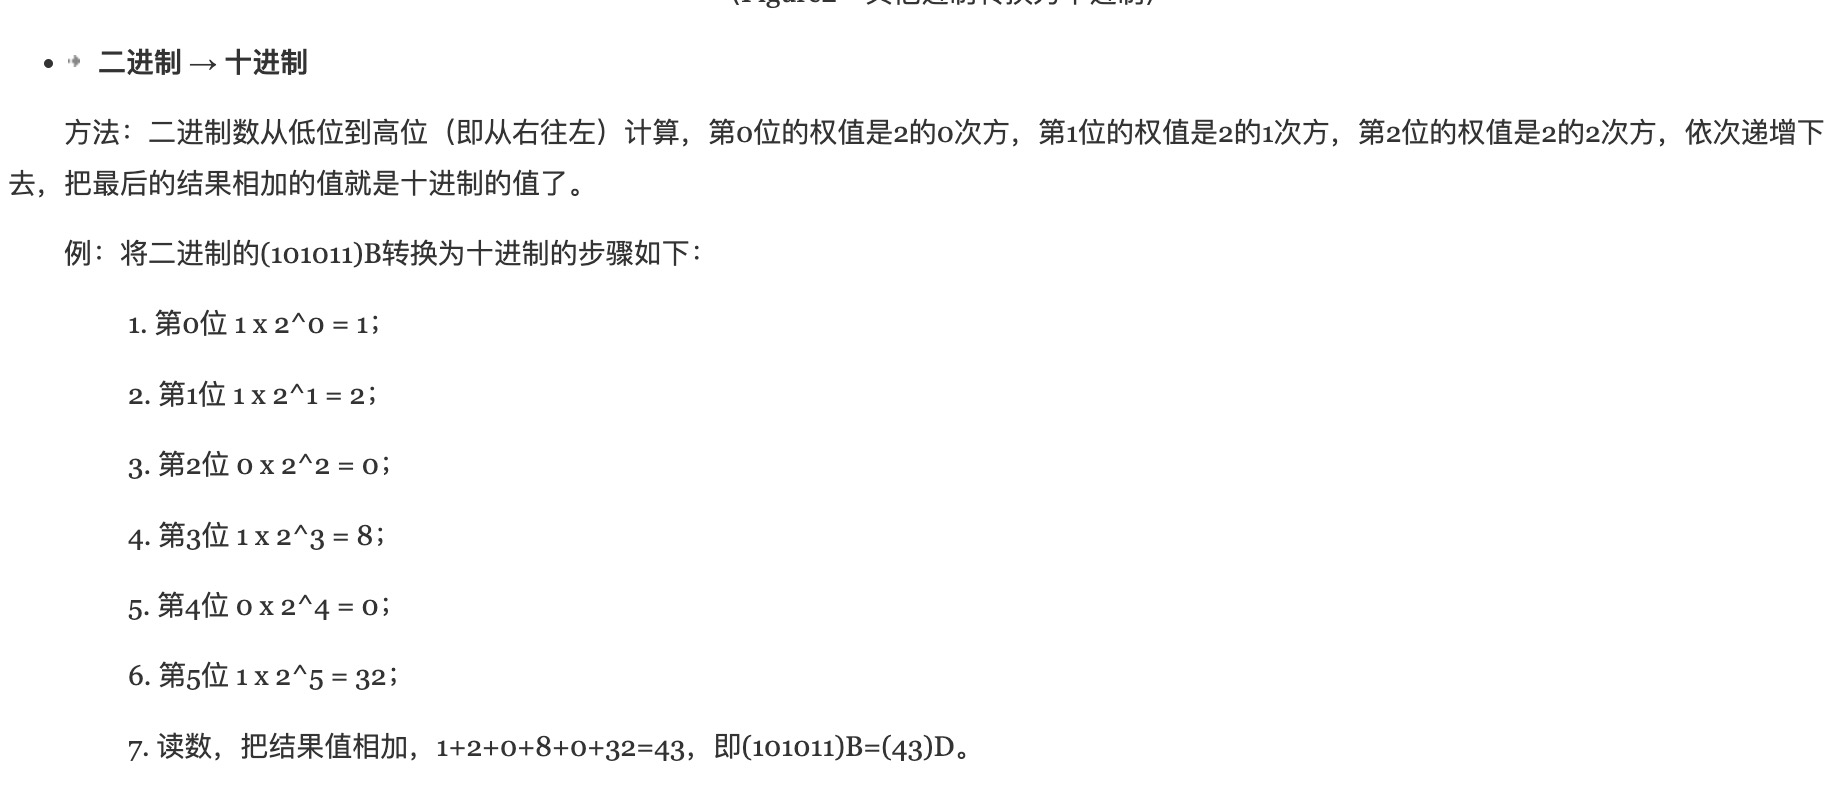 • 二进制 → 十进制
方法：二进制数从低位到高位（即从右往左）计算，第0位的权值是2的0次方，第1位的权值是2的1次方，第2位的权值是2的2次方，依次递增下
去，把最后的结果相加的值就是十进制的值了。
例：将二进制的(101011)B转换为十进制的步骤如下：
1. 第0位 1 x 2^0 = 1；
2. 第1位 1 x 2^1 = 2；
3. 第2位 0 x 2^2 = 0；
4. 第3位 1 x 2^3 = 8；
5. 第4位 0 x 2^4 = 0；
6. 第5位 1 x 2^5 = 32；
7. 读数，把结果值相加，1+2+0+8+0+32=43，即(101011)B=(43)D。